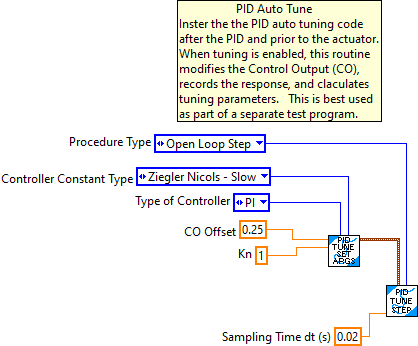 PID Auto Tune
Inster the the PID auto tuning code
after the PID and prior to the actuator.
When tuning is enabled, this routine
modifies the Control Output (CO),
records the response, and claculates
tuning parameters. This is best used
as part of a separate test program.
Procedure Type Open Loop Step
Controller Constant Type Ziegler Nicols - Slow
Type of Controller PI
CO Offset 0.25
Kn 1
PID
TUNE
SET
ARGS
PID
TUNE
STEP
Sampling Time dt (s) 0.02